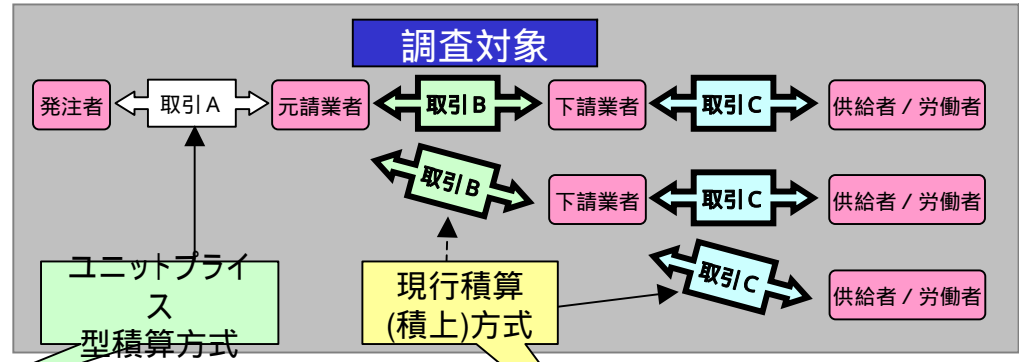 調査対象
発注者
取引A
元請業者
取引B
下請業者
取引C
供給者 / 労働者
取引B
下請業者
取引C
供給者 / 労働者
取引C
供給者 / 労働者
ユニットプライ
ス
型積算方式
現行積算
(積上)方式